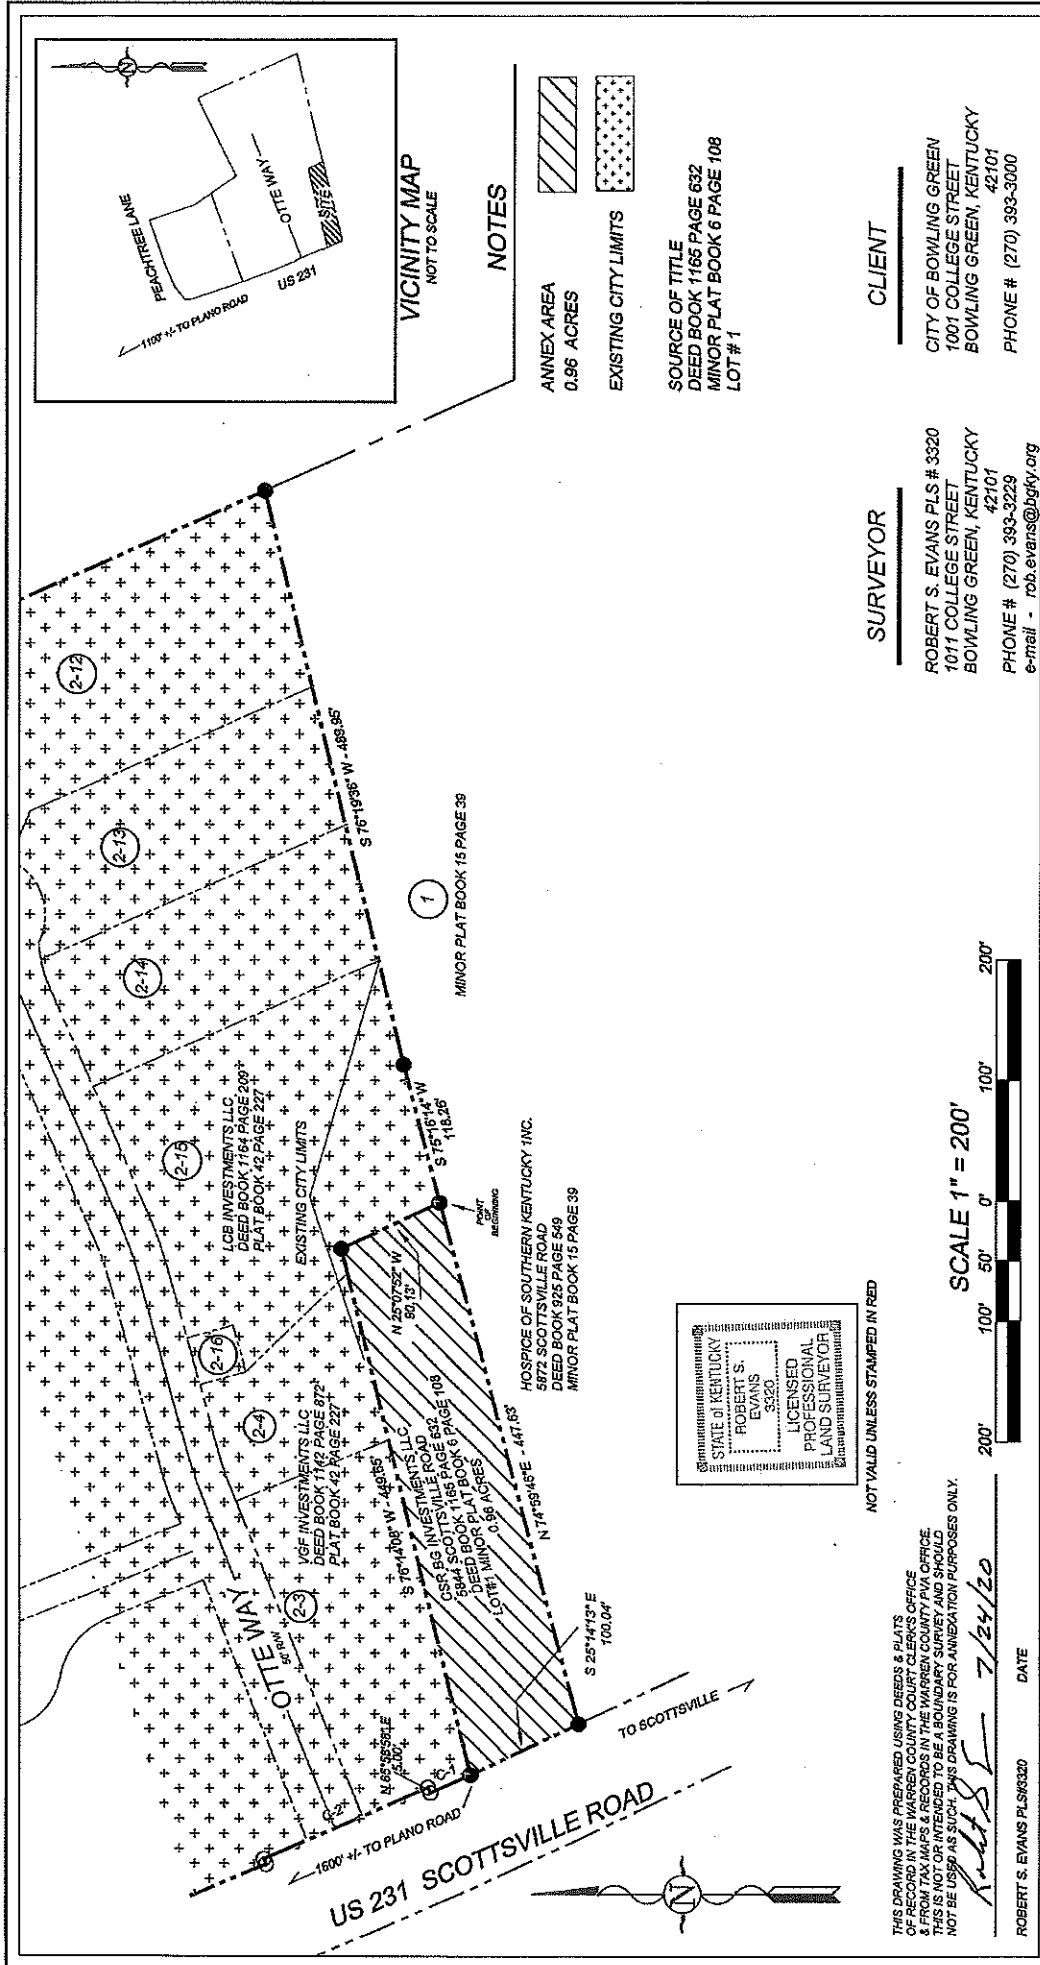 N
PEACHTREE LANE
OTTE WAY
SITE
US 231
1100' +/- TO PLANO ROAD
VICINITY MAP
NOT TO SCALE
NOTES
ANNEX AREA
0.96 ACRES
EXISTING CITY LIMITS
SOURCE OF TITLE
DEED BOOK 1165 PAGE 632
MINOR PLAT BOOK 6 PAGE 108
LOT # 1
CLIENT
CITY OF BOWLING GREEN
1001 COLLEGE STREET
BOWLING GREEN, KENTUCKY
42101
PHONE # (270) 393-3000
SURVEYOR
ROBERT S. EVANS PLS # 3320
1011 COLLEGE STREET
BOWLING GREEN, KENTUCKY
42101
PHONE # (270) 393-3229
e-mail - rob.evans@bgky.org
2-12
2-13
2-14
2-15
2-16
2-4
2-3
LCB INVESTMENTS LLC
DEED BOOK 1164 PAGE 209
PLAT BOOK 42 PAGE 227
EXISTING CITY LIMITS
VGF INVESTMENTS LLC
DEED BOOK 1142 PAGE 872
PLAT BOOK 42 PAGE 227
OTTE WAY
50' R/W
S 76°19'36" W - 489.95'
1
MINOR PLAT BOOK 15 PAGE 39
S 75°16'14" W
118.26'
POINT
OF
BEGINNING
N 25°07'52" W
90.13'
S 76°14'08" W - 449.85'
CSR BG INVESTMENTS LLC
5844 SCOTTSVILLE ROAD
DEED BOOK 1165 PAGE 632
LOT#1 MINOR PLAT BOOK 6 PAGE 108
0.96 ACRES
N 74°59'46" E - 447.63'
HOSPICE OF SOUTHERN KENTUCKY INC.
5872 SCOTTSVILLE ROAD
DEED BOOK 925 PAGE 549
MINOR PLAT BOOK 15 PAGE 39
S 25°14'13" E
100.04'
N 65°58'58" E
5.00'
C-1
C-2
1600' +/- TO PLANO ROAD
TO SCOTTSVILLE
US 231 SCOTTSVILLE ROAD
N
STATE of KENTUCKY
ROBERT S.
EVANS
3320
LICENSED
PROFESSIONAL
LAND SURVEYOR
NOT VALID UNLESS STAMPED IN RED
SCALE 1" = 200'
200' 100' 50' 0' 100' 200'
THIS DRAWING WAS PREPARED USING DEEDS & PLATS
OF RECORD IN THE WARREN COUNTY COURT CLERK'S OFFICE
& FROM TAX MAPS & RECORDS IN THE WARREN COUNTY PVA OFFICE.
THIS IS NOT OR INTENDED TO BE A BOUNDARY SURVEY AND SHOULD
NOT BE USED AS SUCH. THIS DRAWING IS FOR ANNEXATION PURPOSES ONLY.
7/24/20
ROBERT S. EVANS PLS#3320 DATE